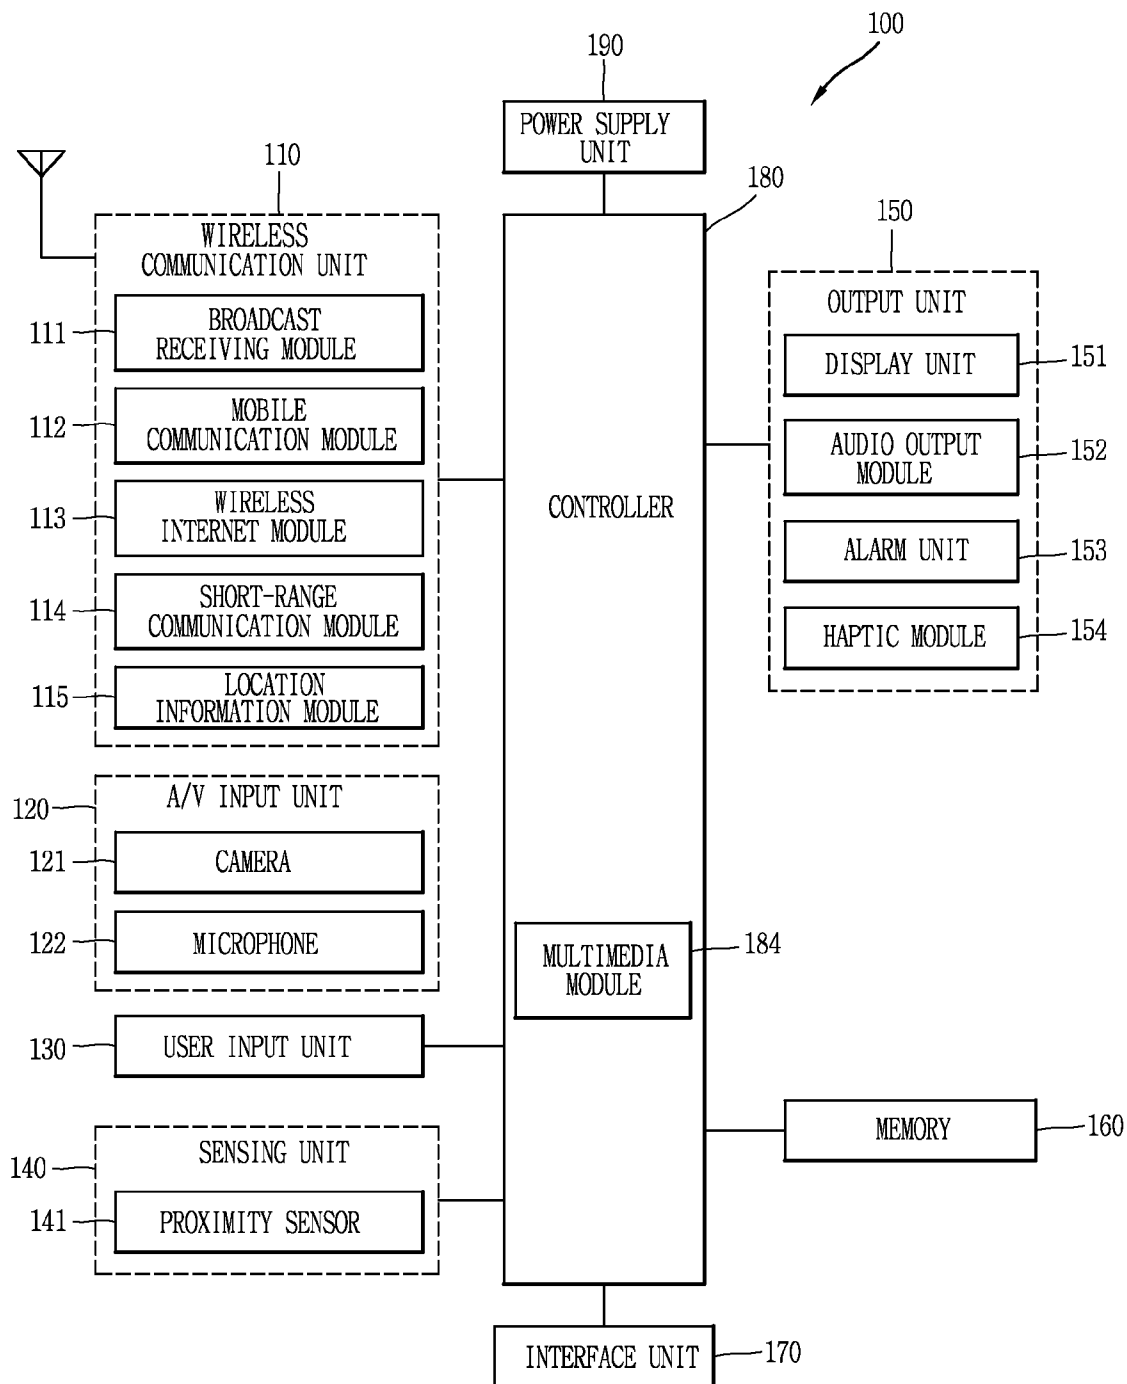 100
190
POWER SUPPLY
UNIT
110
180
150
WIRELESS
COMMUNICATION UNIT
OUTPUT UNIT
111
BROADCAST
RECEIVING MODULE
DISPLAY UNIT
151
112
MOBILE
COMMUNICATION MODULE
AUDIO OUTPUT
MODULE
152
113
WIRELESS
INTERNET MODULE
CONTROLLER
ALARM UNIT
153
114
SHORT-RANGE
COMMUNICATION MODULE
HAPTIC MODULE
154
115
LOCATION
INFORMATION MODULE
120
A/V INPUT UNIT
121
CAMERA
122
MICROPHONE
MULTIMEDIA
MODULE
184
130
USER INPUT UNIT
MEMORY
160
140
SENSING UNIT
141
PROXIMITY SENSOR
INTERFACE UNIT
170